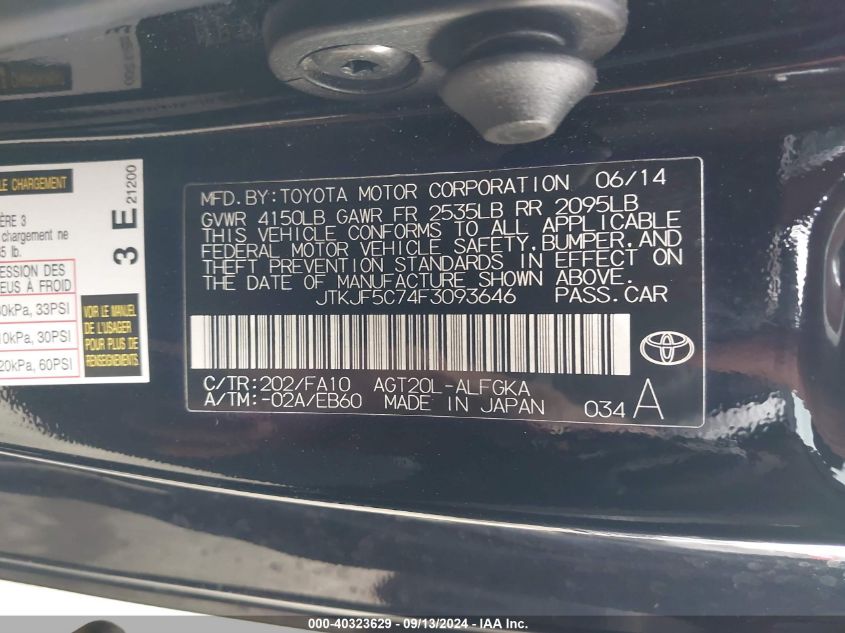 LE CHARGEMENT
ÈRE 3
chargement ne
5 lb.
3 E 21200
ESSION DES
EUS À FROID
0kPa, 33PSI
10kPa, 30PSI
20kPa, 60PSI
VOIR LE MANUEL
DE L'USAGER
POUR PLUS DE
RENSEIGNEMENTS.
MFD. BY: TOYOTA MOTOR CORPORATION 06/14
GVWR 4150LB GAWR FR 2535LB RR 2095LB
THIS VEHICLE CONFORMS TO ALL APPLICABLE
FEDERAL MOTOR VEHICLE SAFETY, BUMPER, AND
THEFT PREVENTION STANDARDS IN EFFECT ON
THE DATE OF MANUFACTURE SHOWN ABOVE.
JTKJF5C74F3093646 PASS. CAR
C/TR: 202/FA10 AGT20L-ALFGKA
A/TM: -02A/EB60 MADE IN JAPAN 034 A
000-40323629 - 09/13/2024 - IAA Inc.